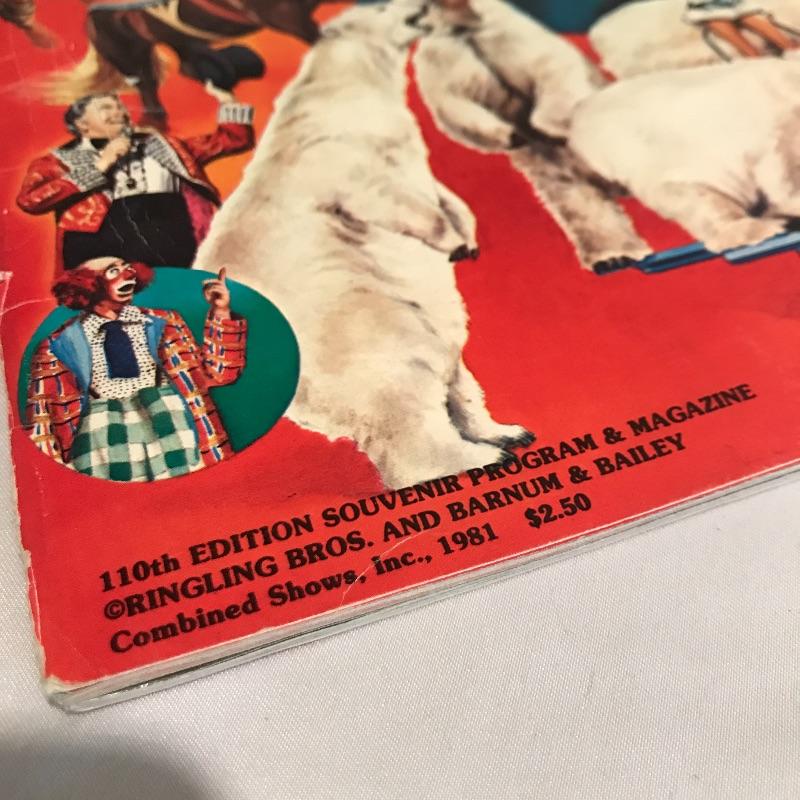 110th EDITION SOUVENIR PROGRAM & MAGAZINE
©RINGLING BROS. AND BARNUM & BAILEY
Combined Shows, inc., 1981 $2.50